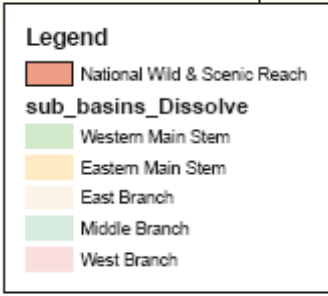 Legend
National Wild & Scenic Reach
sub_basins_Dissolve
Western Main Stem
Eastern Main Stem
East Branch
Middle Branch
West Branch